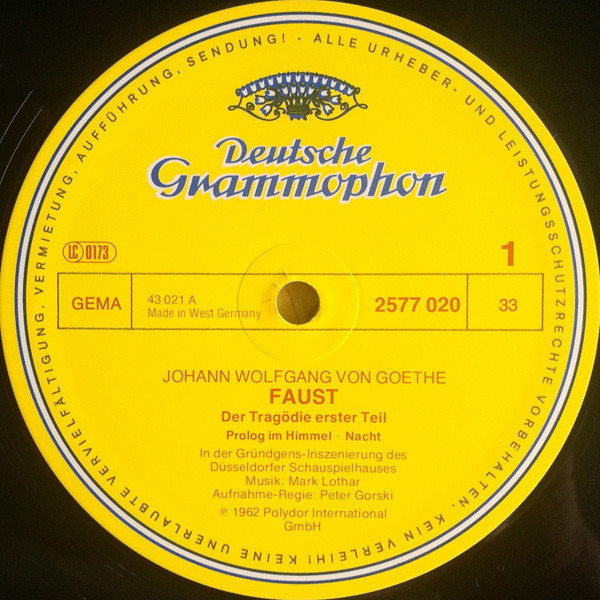 ALLE URHEBER- UND LEISTUNGSSCHUTZRECHTE VORBEHALTEN. KEIN VERLEIH! KEINE UNERLAUBTE VERVIELFÄLTIGUNG, VERMIETUNG, AUFFÜHRUNG, SENDUNG! ·
Deutsche
Grammophon
LC 0173
1
GEMA
43 021 A
Made in West Germany
2577 020
33
JOHANN WOLFGANG VON GOETHE
FAUST
Der Tragödie erster Teil
Prolog im Himmel · Nacht
In der Gründgens-Inszenierung des
Düsseldorfer Schauspielhauses
Musik: Mark Lothar
Aufnahme-Regie: Peter Gorski
℗ 1962 Polydor International
GmbH